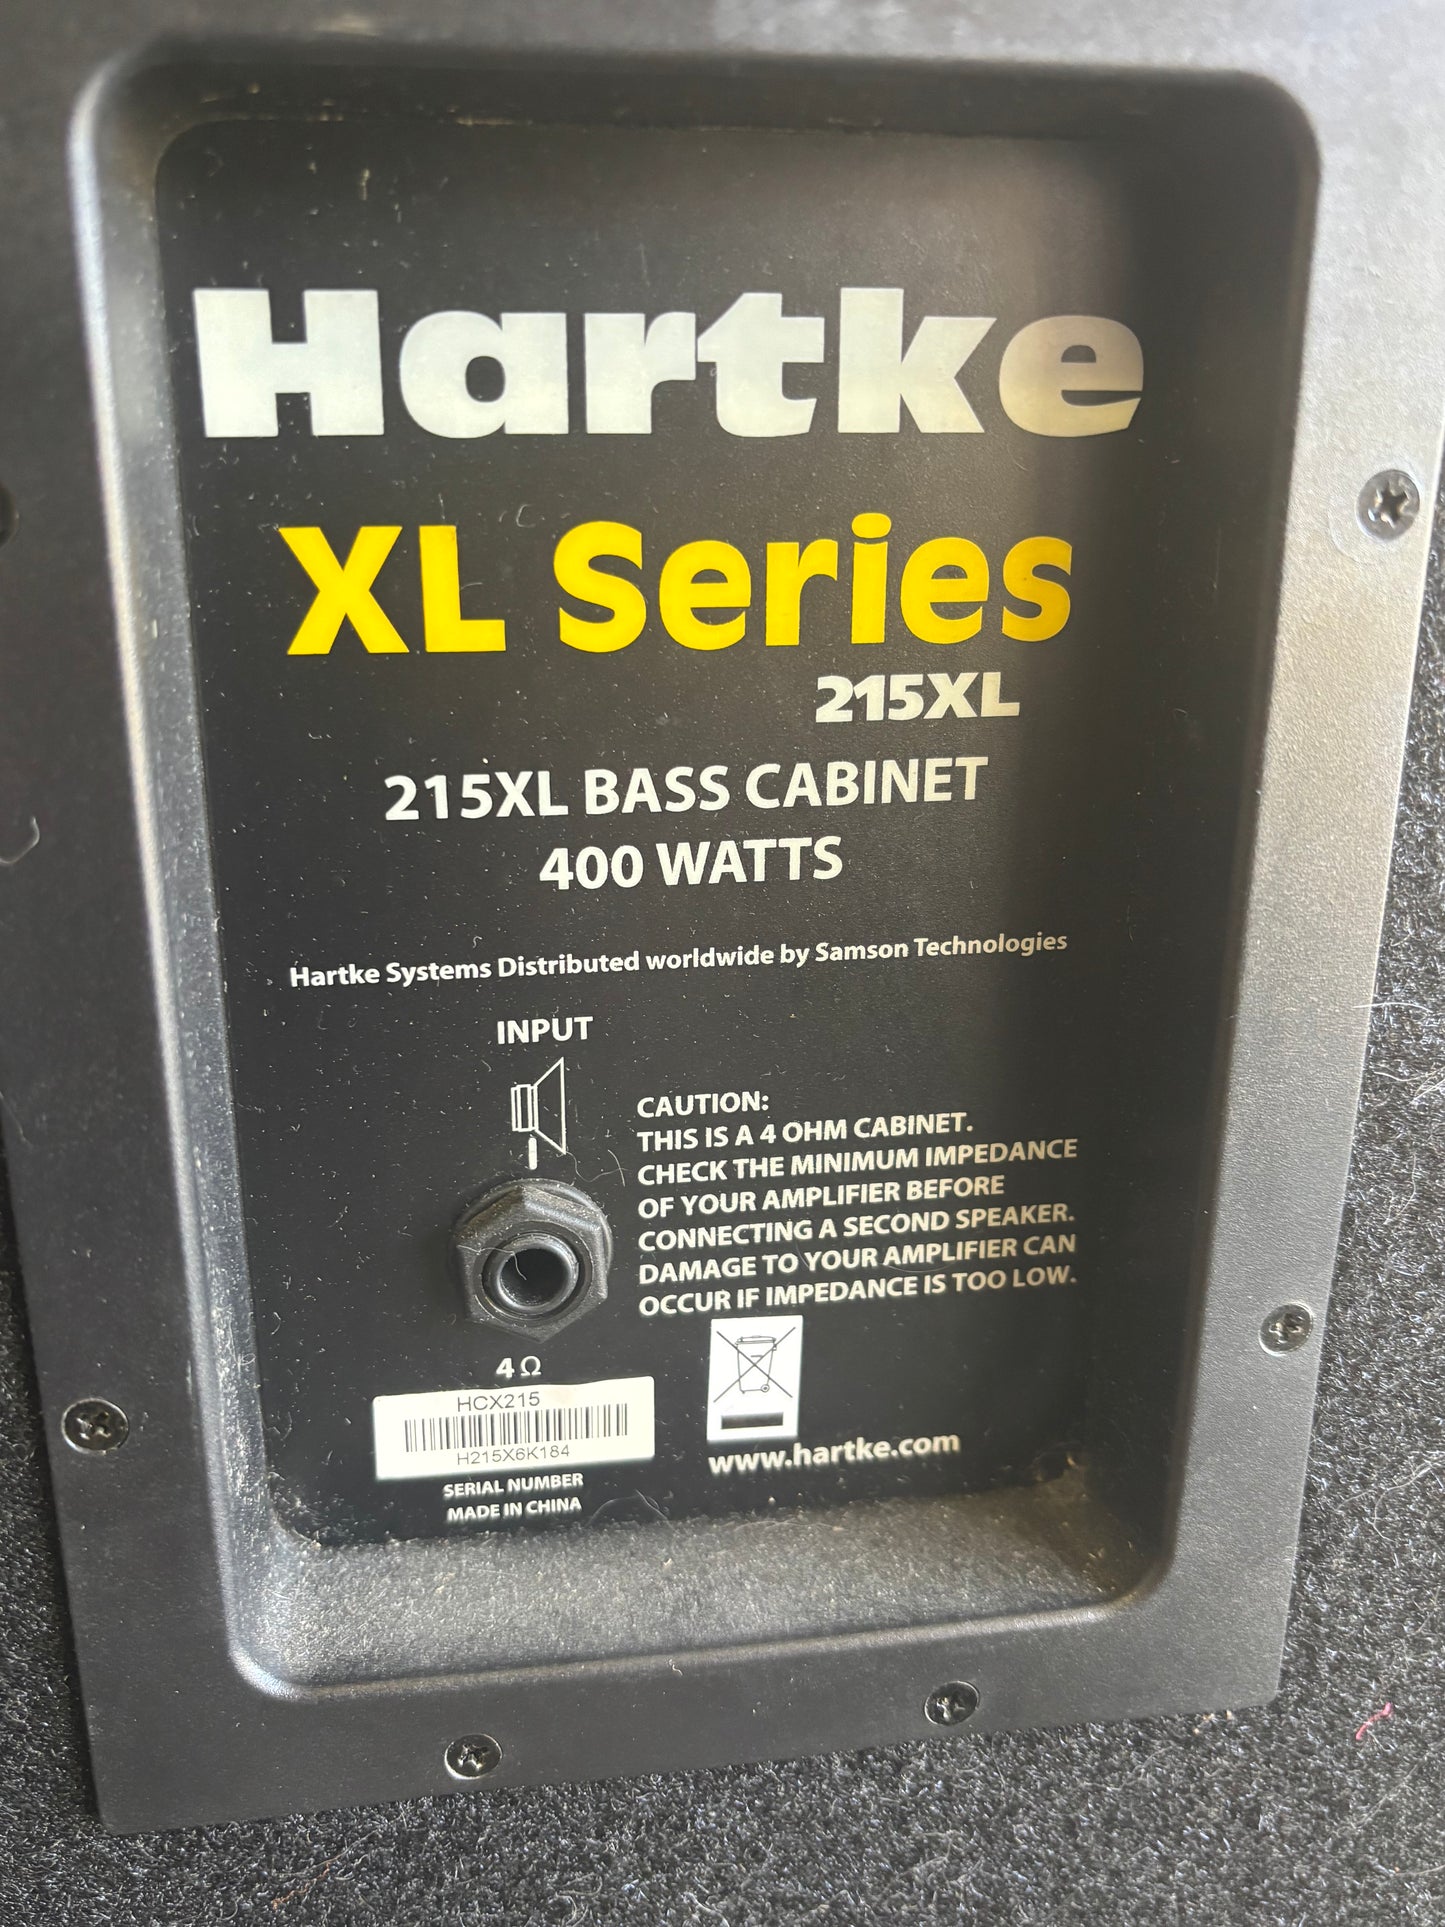 Hartke
XL Series
215XL
215XL BASS CABINET
400 WATTS
Hartke Systems Distributed worldwide by Samson Technologies
INPUT
CAUTION:
THIS IS A 4 OHM CABINET.
CHECK THE MINIMUM IMPEDANCE
OF YOUR AMPLIFIER BEFORE
CONNECTING A SECOND SPEAKER.
DAMAGE TO YOUR AMPLIFIER CAN
OCCUR IF IMPEDANCE IS TOO LOW.
4 Ω
HCX215
H215X6K184
SERIAL NUMBER
MADE IN CHINA
www.hartke.com